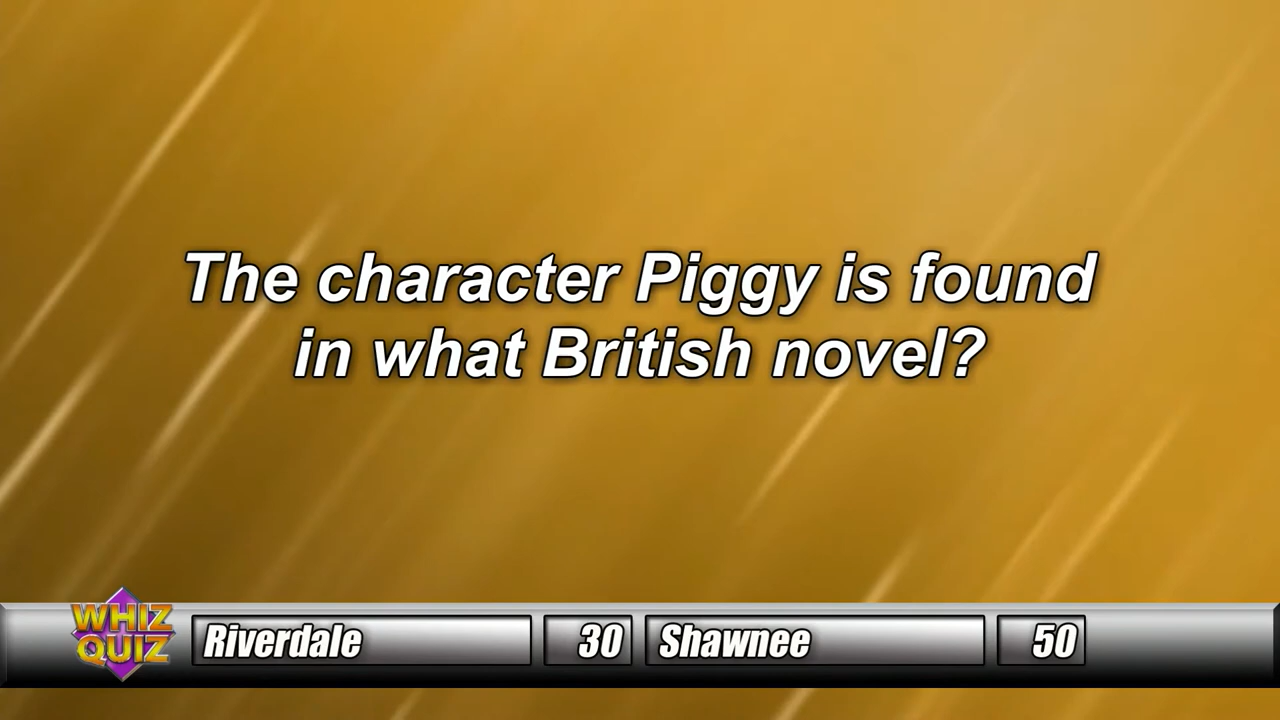 The character Piggy is found
in what British novel?
WHIZ
QUIZ
Riverdale 30 Shawnee 50